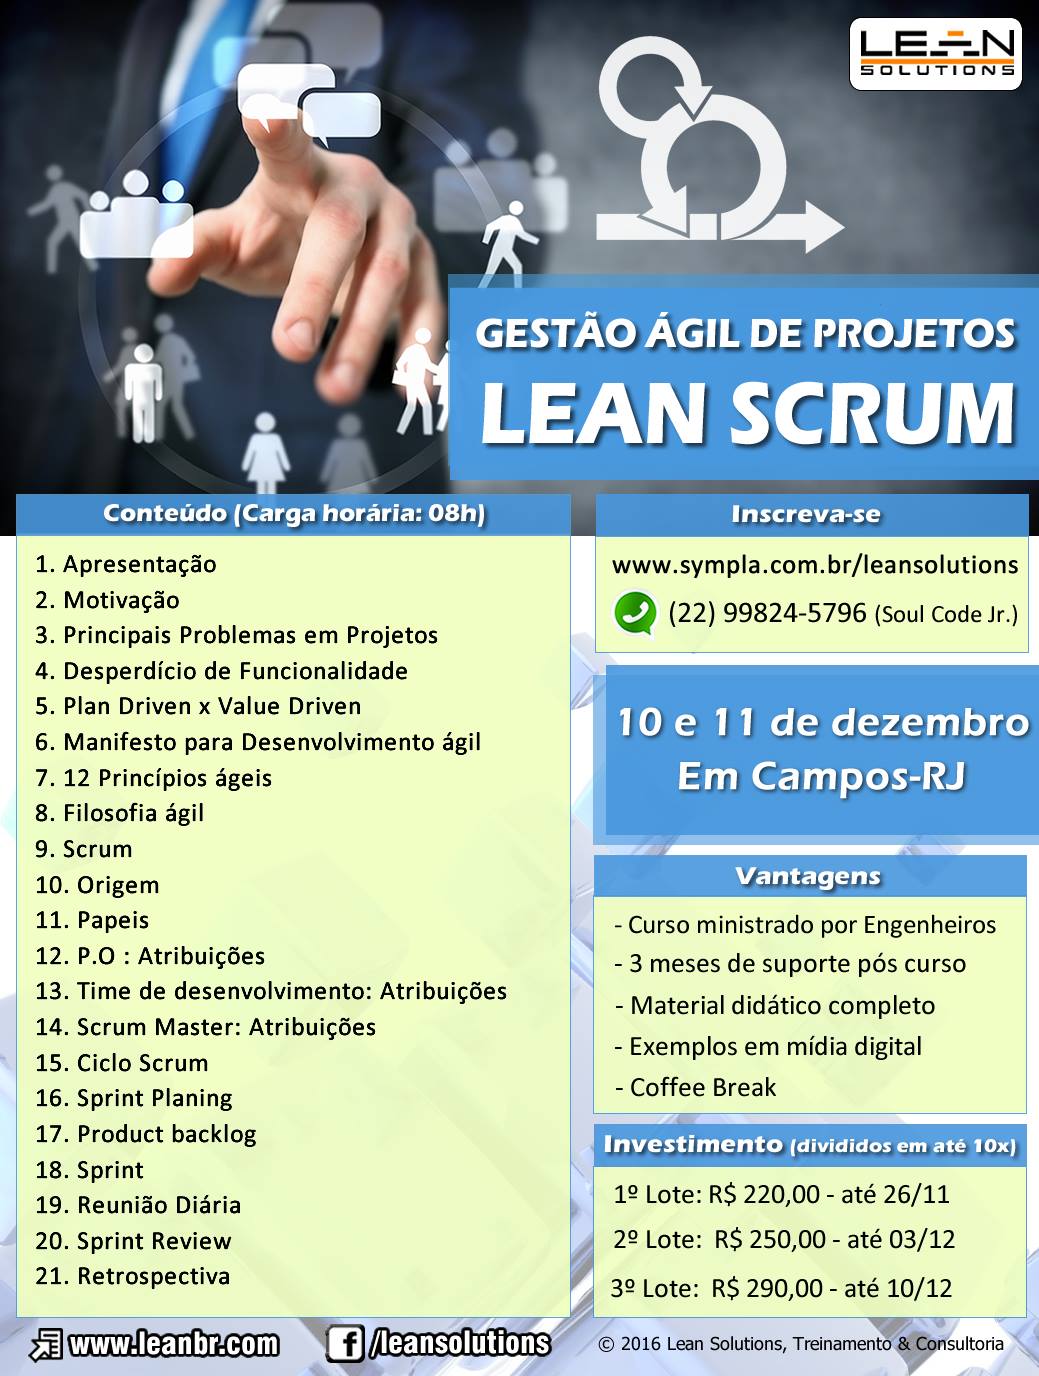 LEAN
SOLUTIONS
GESTÃO ÁGIL DE PROJETOS
LEAN SCRUM
Conteúdo (Carga horária: 08h)
1. Apresentação
2. Motivação
3. Principais Problemas em Projetos
4. Desperdício de Funcionalidade
5. Plan Driven x Value Driven
6. Manifesto para Desenvolvimento ágil
7. 12 Princípios ágeis
8. Filosofia ágil
9. Scrum
10. Origem
11. Papeis
12. P.O : Atribuições
13. Time de desenvolvimento: Atribuições
14. Scrum Master: Atribuições
15. Ciclo Scrum
16. Sprint Planing
17. Product backlog
18. Sprint
19. Reunião Diária
20. Sprint Review
21. Retrospectiva
Inscreva-se
www.sympla.com.br/leansolutions
(22) 99824-5796 (Soul Code Jr.)
10 e 11 de dezembro
Em Campos-RJ
Vantagens
- Curso ministrado por Engenheiros
- 3 meses de suporte pós curso
- Material didático completo
- Exemplos em mídia digital
- Coffee Break
Investimento (divididos em até 10x)
1º Lote: R$ 220,00 - até 26/11
2º Lote: R$ 250,00 - até 03/12
3º Lote: R$ 290,00 - até 10/12
www.leanbr.com
f /leansolutions
© 2016 Lean Solutions, Treinamento & Consultoria